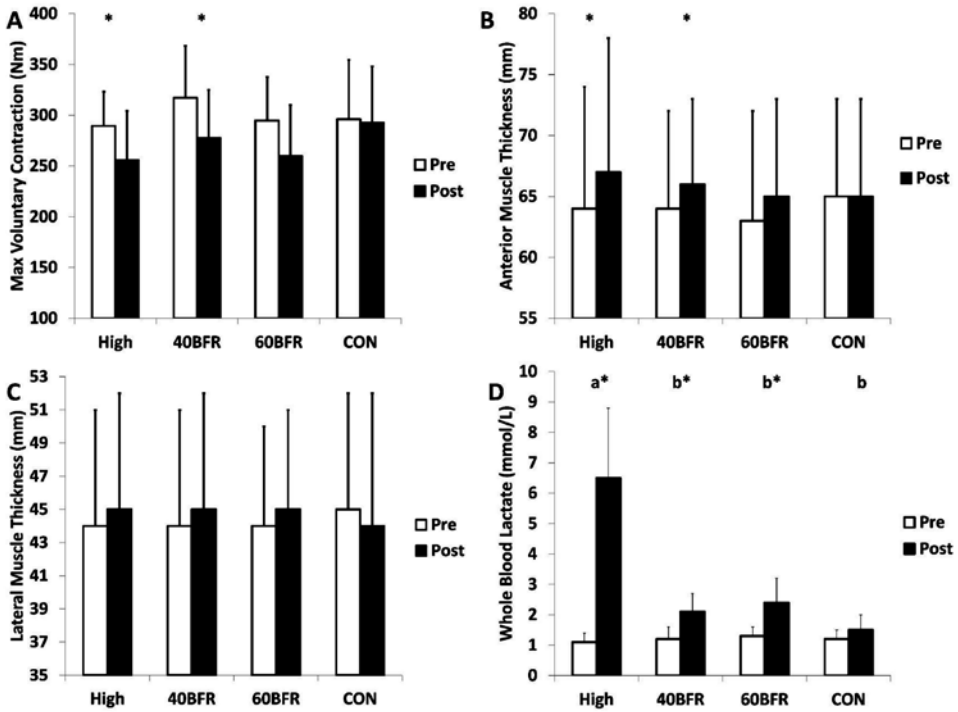 A
Max Voluntary Contraction (Nm)
400
350
300
250
200
150
100
* *
High 40BFR 60BFR CON
Pre
Post
B
Anterior Muscle Thickness (mm)
80
75
70
65
60
55
* *
High 40BFR 60BFR CON
Pre
Post
C
Lateral Muscle Thickness (mm)
53
51
49
47
45
43
41
39
37
35
High 40BFR 60BFR CON
Pre
Post
D
Whole Blood Lactate (mmol/L)
10
9
8
7
6
5
4
3
2
1
0
a* b* b* b
High 40BFR 60BFR CON
Pre
Post